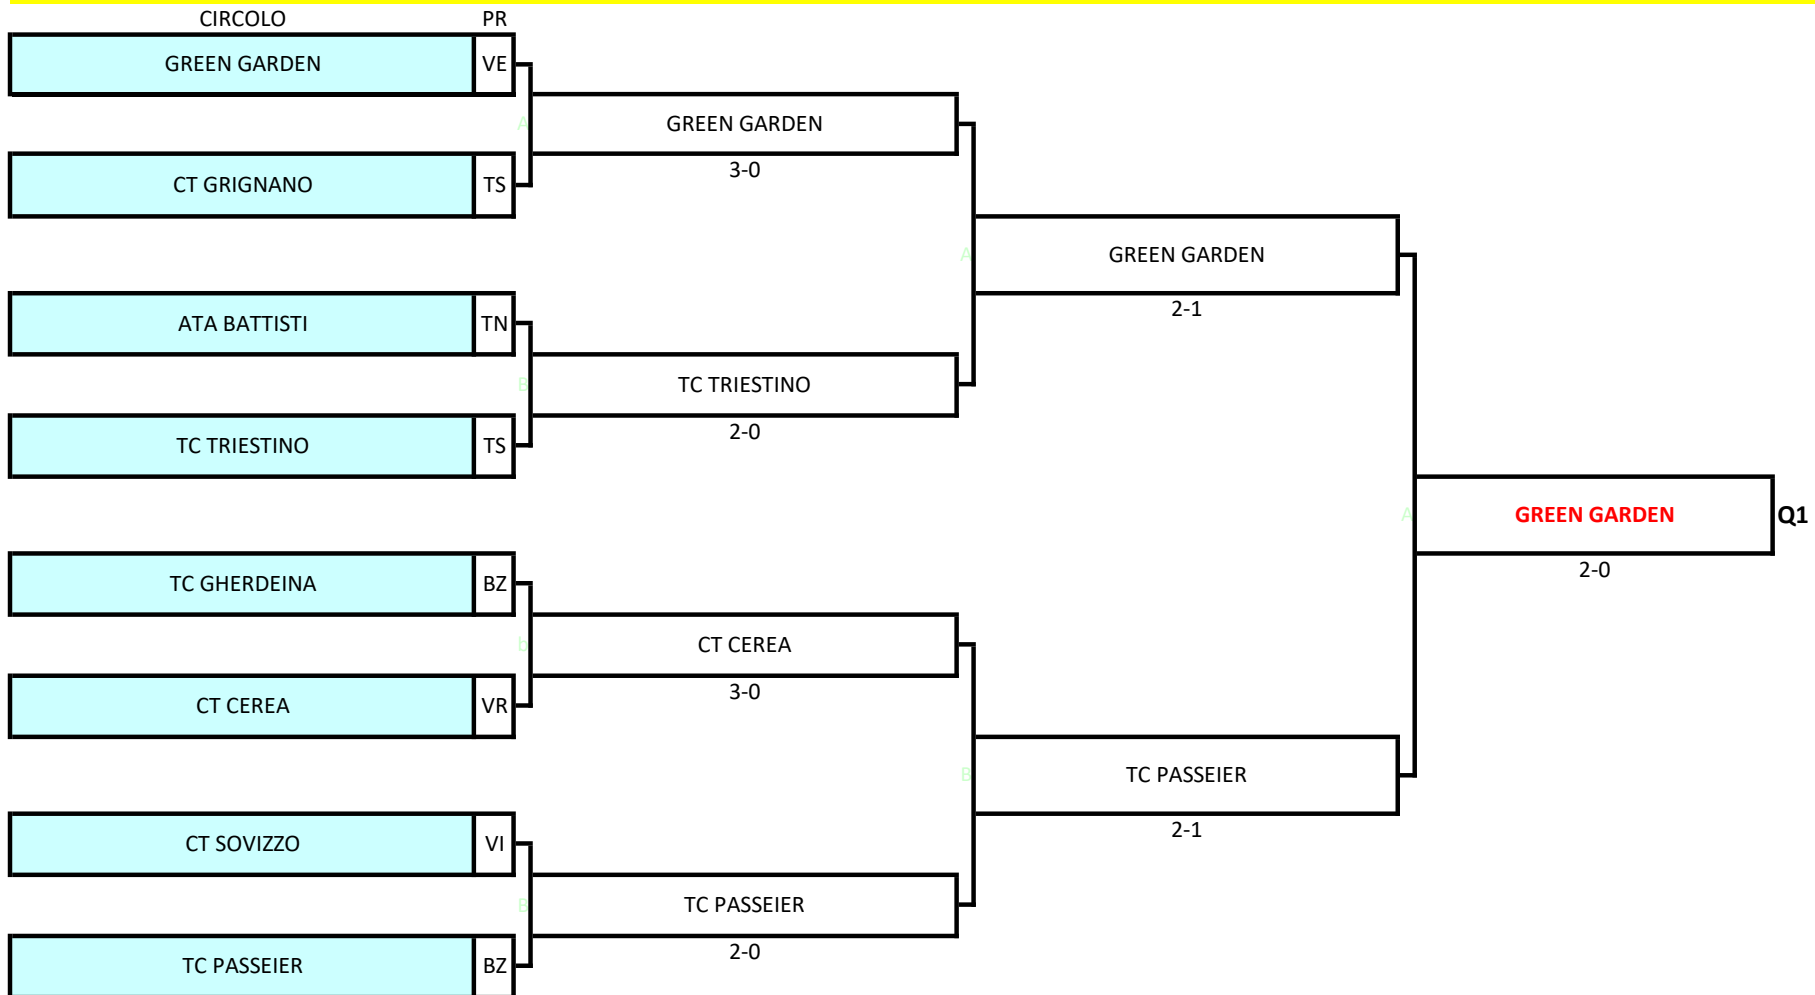 CIRCOLO PR
GREEN GARDEN VE
A GREEN GARDEN
3-0
CT GRIGNANO TS
A GREEN GARDEN
2-1
ATA BATTISTI TN
B TC TRIESTINO
2-0
TC TRIESTINO TS
A GREEN GARDEN Q1
2-0
TC GHERDEINA BZ
b CT CEREA
3-0
CT CEREA VR
B TC PASSEIER
2-1
CT SOVIZZO VI
B TC PASSEIER
2-0
TC PASSEIER BZ